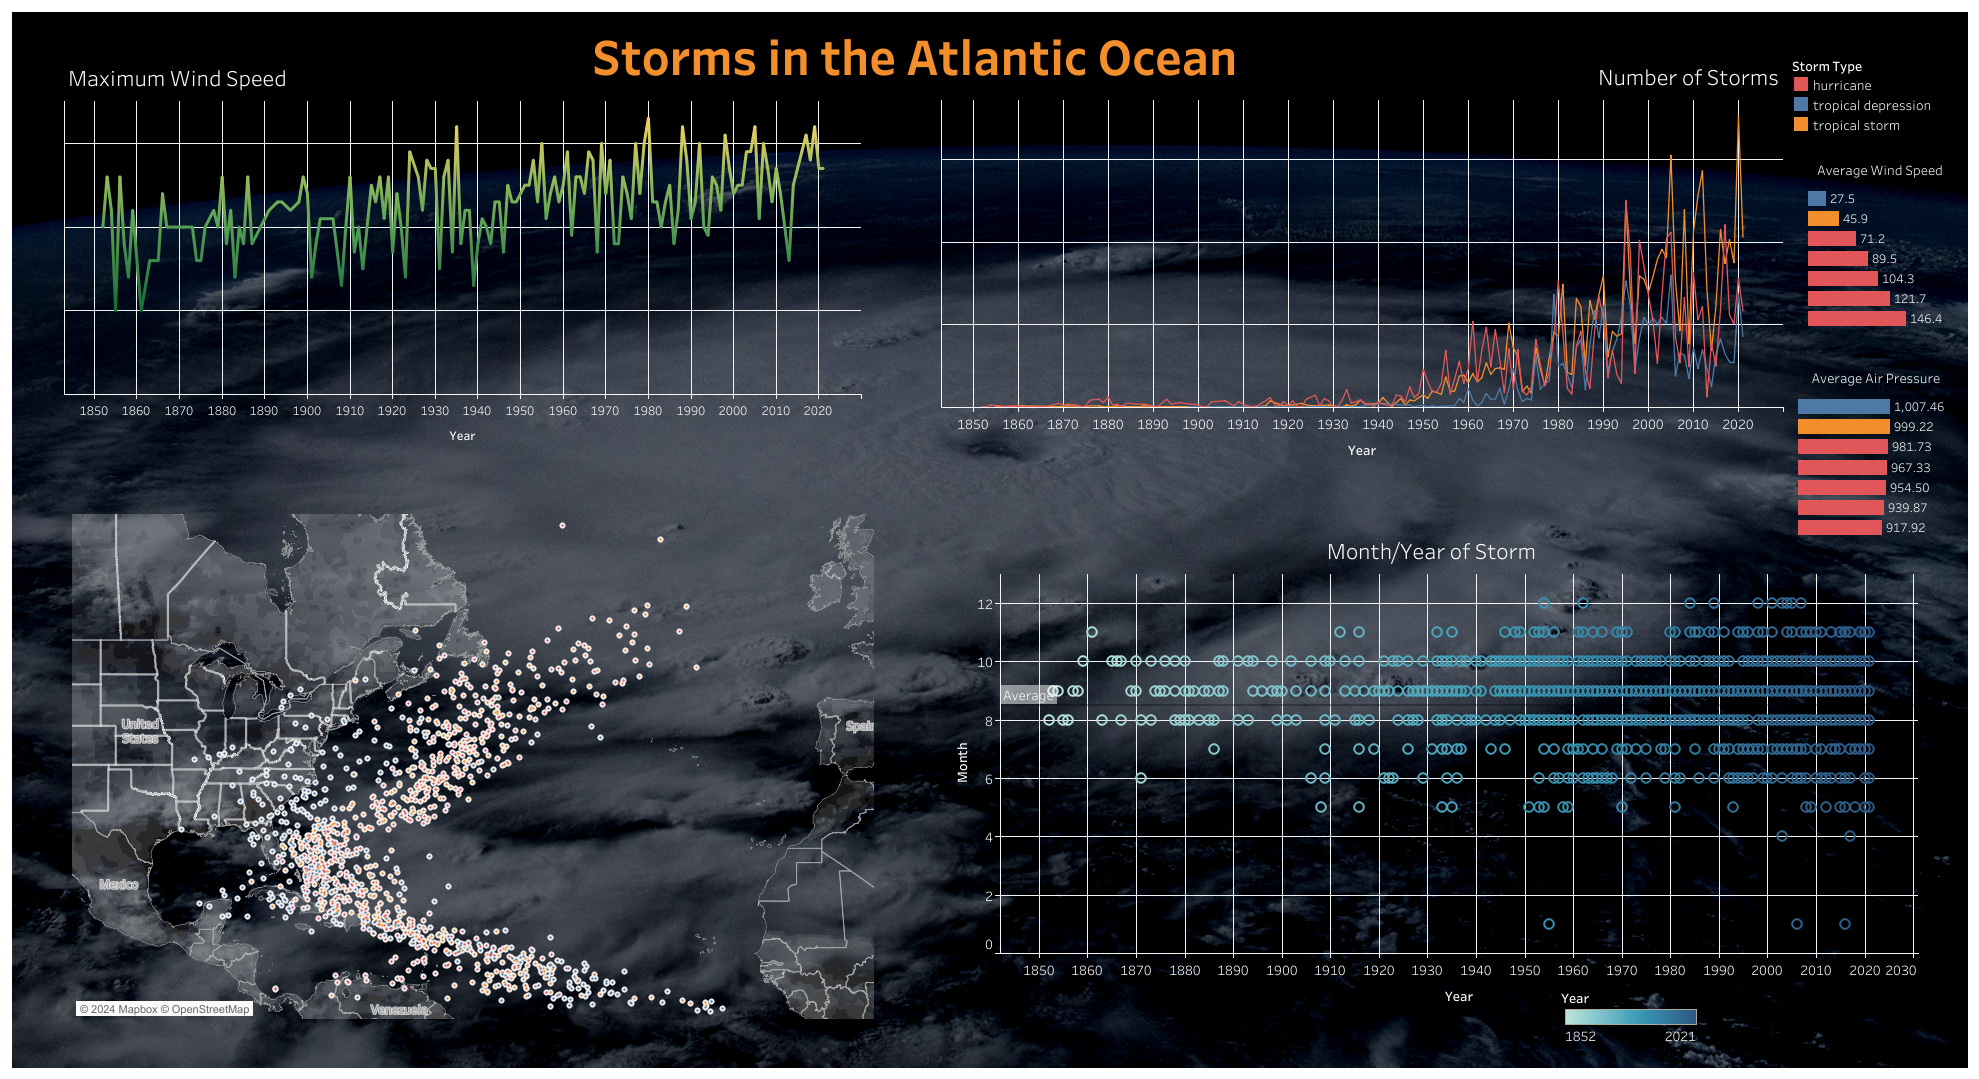 Storms in the Atlantic Ocean
Maximum Wind Speed
1850 1860 1870 1880 1890 1900 1910 1920 1930 1940 1950 1960 1970 1980 1990 2000 2010 2020
Year
Number of Storms
1850 1860 1870 1880 1890 1900 1910 1920 1930 1940 1950 1960 1970 1980 1990 2000 2010 2020
Year
Storm Type
hurricane
tropical depression
tropical storm
Average Wind Speed
27.5
45.9
71.2
89.5
104.3
121.7
146.4
Average Air Pressure
1,007.46
999.22
981.73
967.33
954.50
939.87
917.92
United
States
Mexico
Venezuela
Spain
© 2024 Mapbox © OpenStreetMap
Month/Year of Storm
Month
12
10
Average
8
6
4
2
0
1850 1860 1870 1880 1890 1900 1910 1920 1930 1940 1950 1960 1970 1980 1990 2000 2010 2020 2030
Year
Year
1852 2021